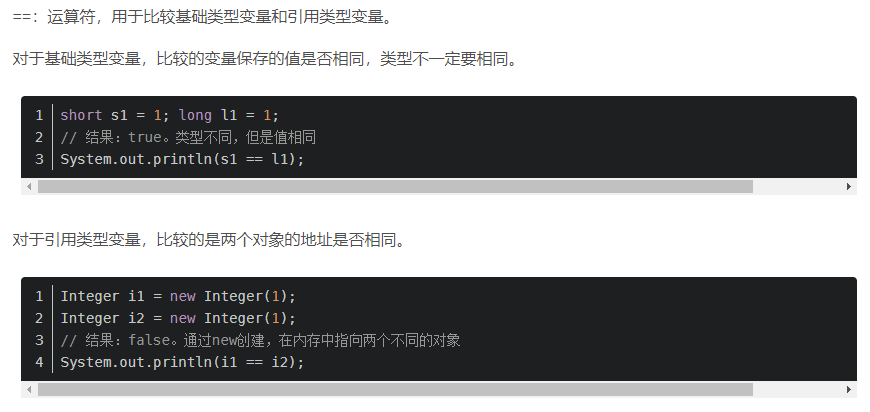 ==：运算符，用于比较基础类型变量和引用类型变量。
对于基础类型变量，比较的变量保存的值是否相同，类型不一定要相同。
1 short s1 = 1; long l1 = 1;
2 // 结果：true。类型不同，但是值相同
3 System.out.println(s1 == l1);
对于引用类型变量，比较的是两个对象的地址是否相同。
1 Integer i1 = new Integer(1);
2 Integer i2 = new Integer(1);
3 // 结果：false。通过new创建，在内存中指向两个不同的对象
4 System.out.println(i1 == i2);